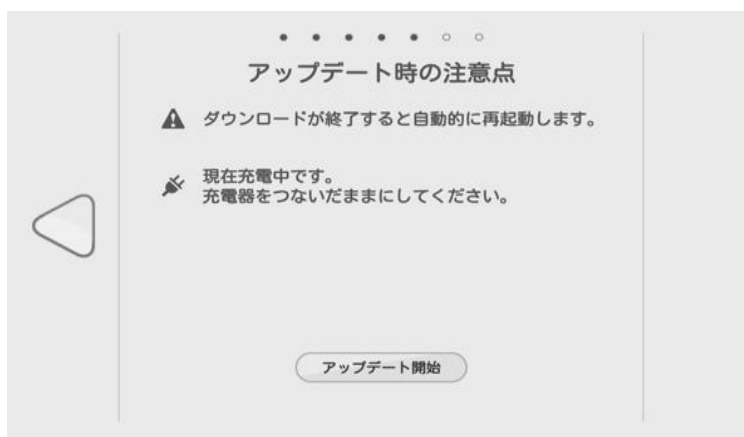 アップデート時の注意点
ダウンロードが終了すると自動的に再起動します。
現在充電中です。
充電器をつないだままにしてください。
アップデート開始